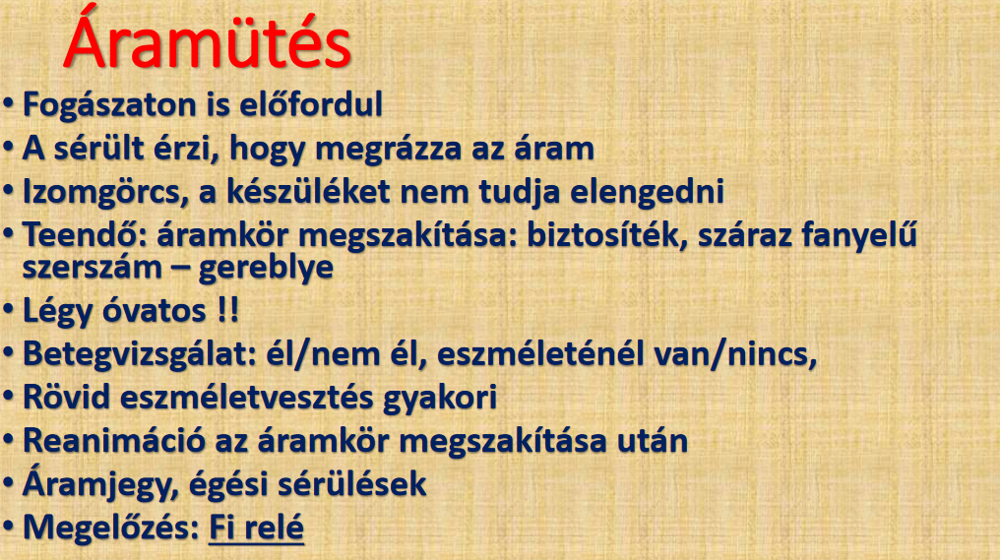 Áramütés
• Fogászaton is előfordul
• A sérült érzi, hogy megrázza az áram
• Izomgörcs, a készüléket nem tudja elengedni
• Teendő: áramkör megszakítása: biztosíték, száraz fanyelű
szerszám – gereblye
• Légy óvatos !!
• Betegvizsgálat: él/nem él, eszméleténél van/nincs,
• Rövid eszméletvesztés gyakori
• Reanimáció az áramkör megszakítása után
• Áramjegy, égési sérülések
• Megelőzés: Fi relé